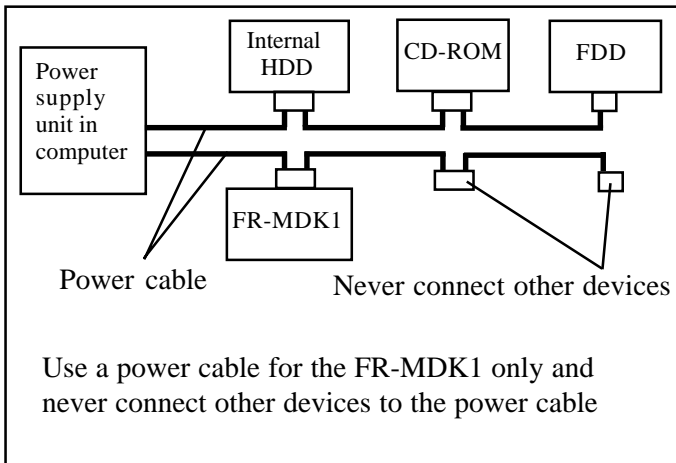 Internal
HDD
CD-ROM
FDD
Power
supply
unit in
computer
FR-MDK1
Power cable
Never connect other devices
Use a power cable for the FR-MDK1 only and
never connect other devices to the power cable